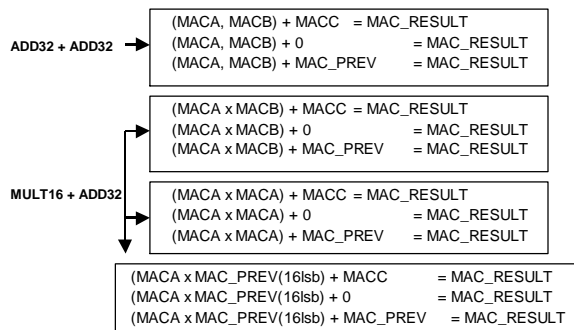 ADD32 + ADD32
(MACA, MACB) + MACC = MAC_RESULT
(MACA, MACB) + 0 = MAC_RESULT
(MACA, MACB) + MAC_PREV = MAC_RESULT
(MACA x MACB) + MACC = MAC_RESULT
(MACA x MACB) + 0 = MAC_RESULT
(MACA x MACB) + MAC_PREV = MAC_RESULT
MULT16 + ADD32
(MACA x MACA) + MACC = MAC_RESULT
(MACA x MACA) + 0 = MAC_RESULT
(MACA x MACA) + MAC_PREV = MAC_RESULT
(MACA x MAC_PREV(16lsb) + MACC = MAC_RESULT
(MACA x MAC_PREV(16lsb) + 0 = MAC_RESULT
(MACA x MAC_PREV(16lsb) + MAC_PREV = MAC_RESULT